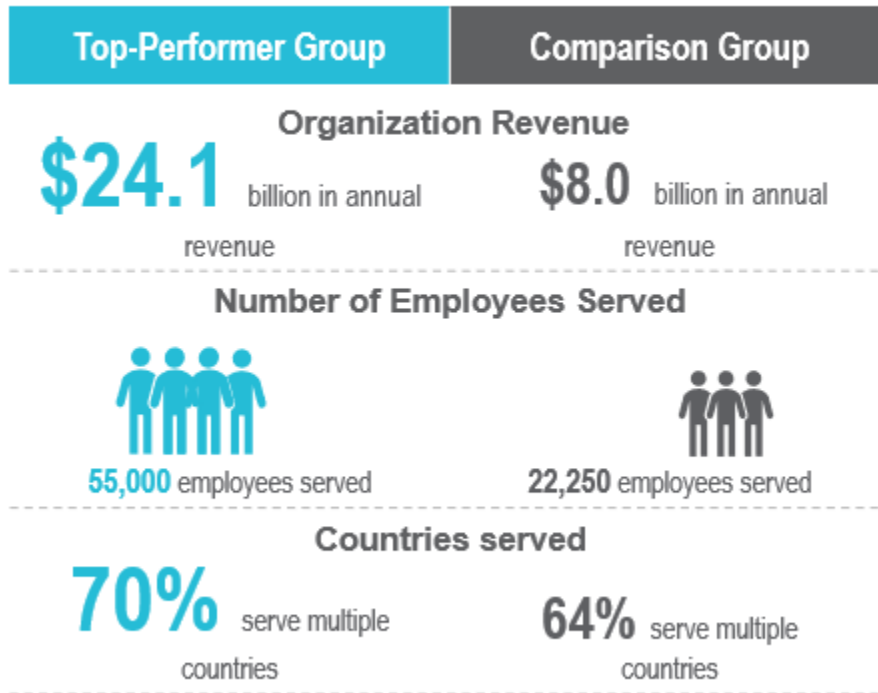 Top-Performer Group
Comparison Group
Organization Revenue
$24.1 billion in annual
revenue
$8.0 billion in annual
revenue
Number of Employees Served
55,000 employees served
22,250 employees served
Countries served
70% serve multiple
countries
64% serve multiple
countries